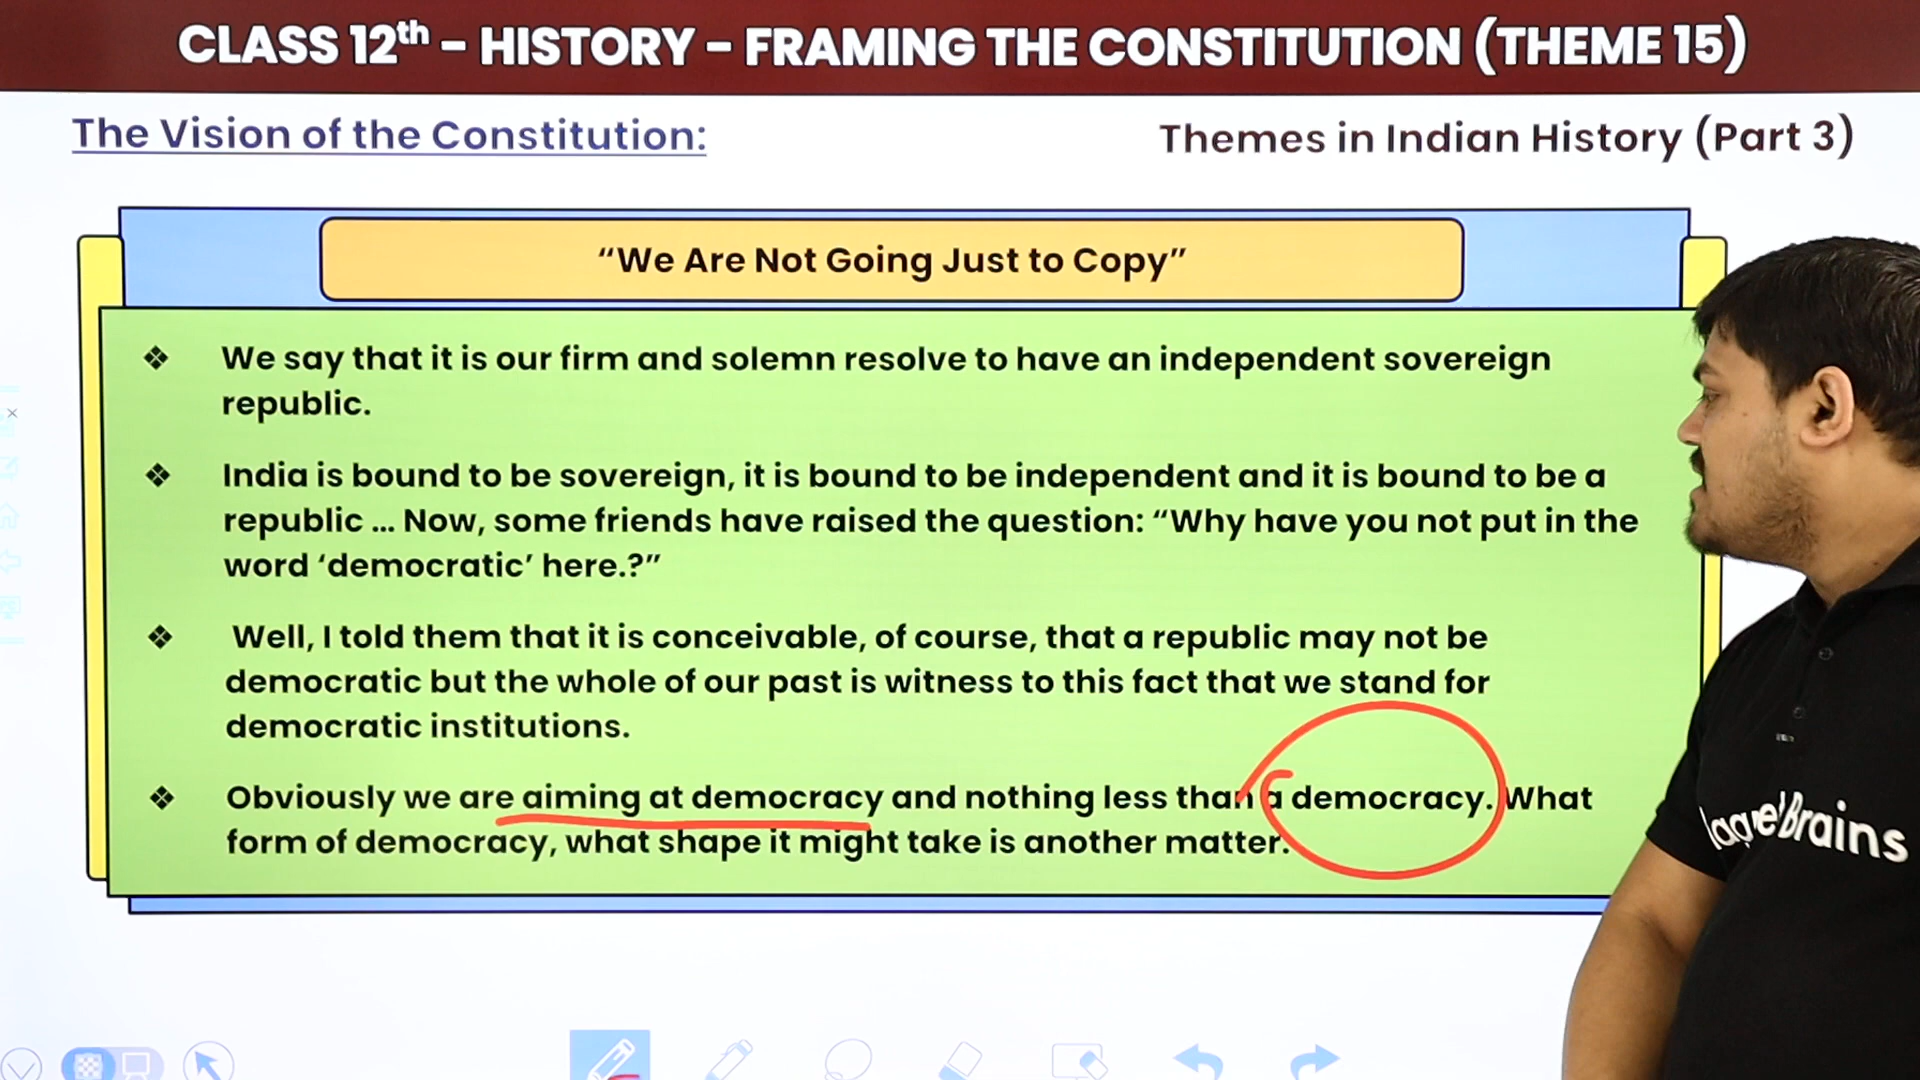 CLASS 12th - HISTORY - FRAMING THE CONSTITUTION (THEME 15)
The Vision of the Constitution:
Themes in Indian History (Part 3)
“We Are Not Going Just to Copy”
❖ We say that it is our firm and solemn resolve to have an independent sovereign
republic.
❖ India is bound to be sovereign, it is bound to be independent and it is bound to be a
republic ... Now, some friends have raised the question: “Why have you not put in the
word ‘democratic’ here.?”
❖ Well, I told them that it is conceivable, of course, that a republic may not be
democratic but the whole of our past is witness to this fact that we stand for
democratic institutions.
❖ Obviously we are aiming at democracy and nothing less than a democracy. What
form of democracy, what shape it might take is another matter.
Brains